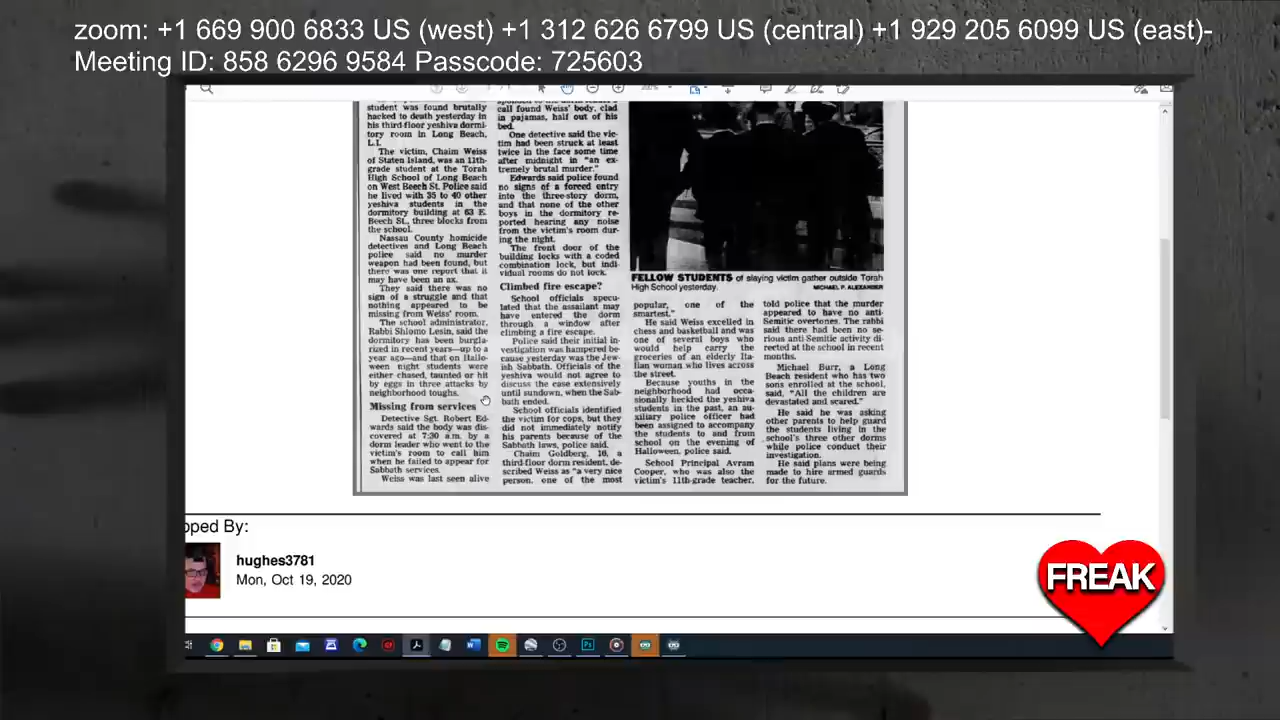 zoom: +1 669 900 6833 US (west) +1 312 626 6799 US (central) +1 929 205 6099 US (east)-
Meeting ID: 858 6296 9584 Passcode: 725603
student was found brutally
hacked to death yesterday in
his third-floor yeshiva dormi-
tory room in Long Beach,
L.I.
The victim, Chaim Weiss
of Staten Island, was an 11th-
grade student at the Torah
High School of Long Beach
on West Beech St. Police said
he lived with 35 to 40 other
yeshiva students in the
dormitory building at 63 E.
Beech St., three blocks from
the school.
Nassau County homicide
detectives and Long Beach
police said no murder
weapon had been found, but
there was one report that it
may have been an ax.
They said there was no
sign of a struggle and that
nothing appeared to be
missing from Weiss' room.
The school administrator,
Rabbi Shlomo Lesin, said the
dormitory has been burgla-
rized in recent years—up to a
year ago—and that on Hallo-
ween night students were
either chased, taunted or hit
by eggs in three attacks by
neighborhood toughs.
Missing from services
Detective Sgt. Robert Ed-
wards said the body was dis-
covered at 7:30 a.m. by a
dorm leader who went to the
victim's room to call him
when he failed to appear for
Sabbath services.
Weiss was last seen alive
call found Weiss' body, clad
in pajamas, half out of his
bed.
One detective said the vic-
tim had been struck at least
twice in the face some time
after midnight in "an ex-
tremely brutal murder."
Edwards said police found
no signs of a forced entry
into the three-story dorm,
and that none of the other
boys in the dormitory re-
ported hearing any noise
from the victim's room dur-
ing the night.
The front door of the
building locks with a coded
combination lock, but indi-
vidual rooms do not lock.
Climbed fire escape?
School officials specu-
lated that the assailant may
have entered the dorm
through a window after
climbing a fire escape.
Police said their initial in-
vestigation was hampered be-
cause yesterday was the Jew-
ish Sabbath. Officials of the
yeshiva would not agree to
discuss the case extensively
until sundown, when the Sab-
bath ended.
School officials identified
the victim for cops, but they
did not immediately notify
his parents because of the
Sabbath laws, police said.
Chaim Goldberg, 16, a
third-floor dorm resident, de-
scribed Weiss as "a very nice
person, one of the most
FELLOW STUDENTS of slaying victim gather outside Torah
High School yesterday.
MICHAEL P. ALEXANDER
popular, one of the
smartest."
He said Weiss excelled in
chess and basketball and was
one of several boys who
would help carry the
groceries of an elderly Ita-
lian woman who lives across
the street.
Because youths in the
neighborhood had occa-
sionally heckled the yeshiva
students in the past, an au-
xiliary police officer had
been assigned to accompany
the students to and from
school on the evening of
Halloween, police said.
School Principal Avram
Cooper, who was also the
victim's 11th-grade teacher,
told police that the murder
appeared to have no anti-
Semitic overtones. The rabbi
said there had been no se-
rious anti-Semitic activity di-
rected at the school in recent
months.
Michael Burr, a Long
Beach resident who has two
sons enrolled at the school,
said, "All the children are
devastated and scared."
He said he was asking
other parents to help guard
the students living in the
school's three other dorms
while police conduct their
investigation.
He said plans were being
made to hire armed guards
for the future.
pped By:
hughes3781
Mon, Oct 19, 2020
FREAK